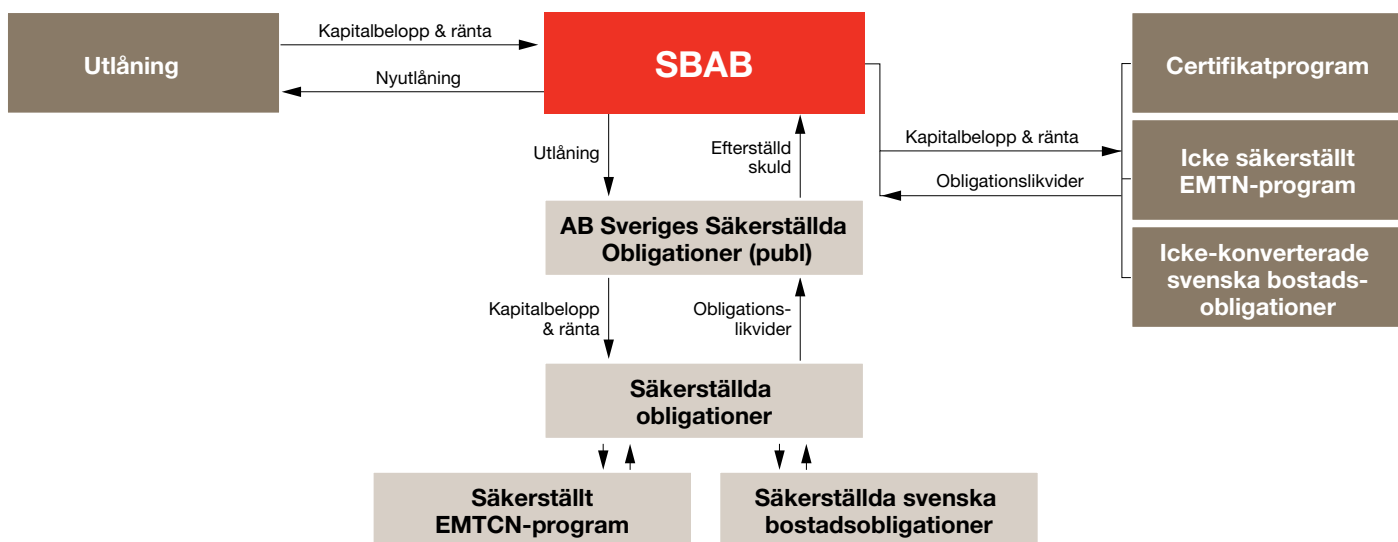 Utlåning
Kapitalbelopp & ränta
Nyutlåning
SBAB
Kapitalbelopp & ränta
Obligationslikvider
Certifikatprogram
Icke säkerställt
EMTN-program
Icke-konverterade
svenska bostads-
obligationer
Utlåning
Efterställd
skuld
AB Sveriges Säkerställda
Obligationer (publ)
Kapitalbelopp
& ränta
Obligations-
likvider
Säkerställda
obligationer
Säkerställt
EMTCN-program
Säkerställda svenska
bostadsobligationer